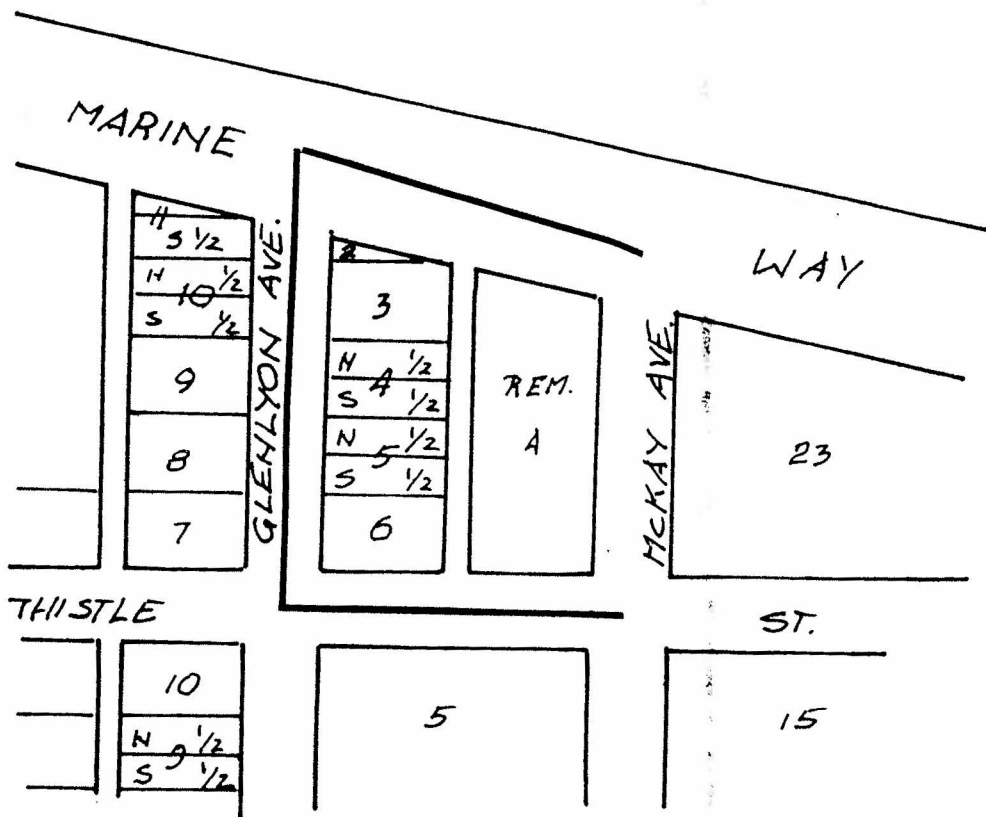 MARINE
WAY
GLENLYON AVE.
MCKAY AVE.
THISTLE
ST.
11
S 1/2
N 1/2
10
S 1/2
9
8
7
2
3
N 1/2
4
S 1/2
N 1/2
5
S 1/2
6
REM.
A
23
10
N 1/2
9
S 1/2
5
15